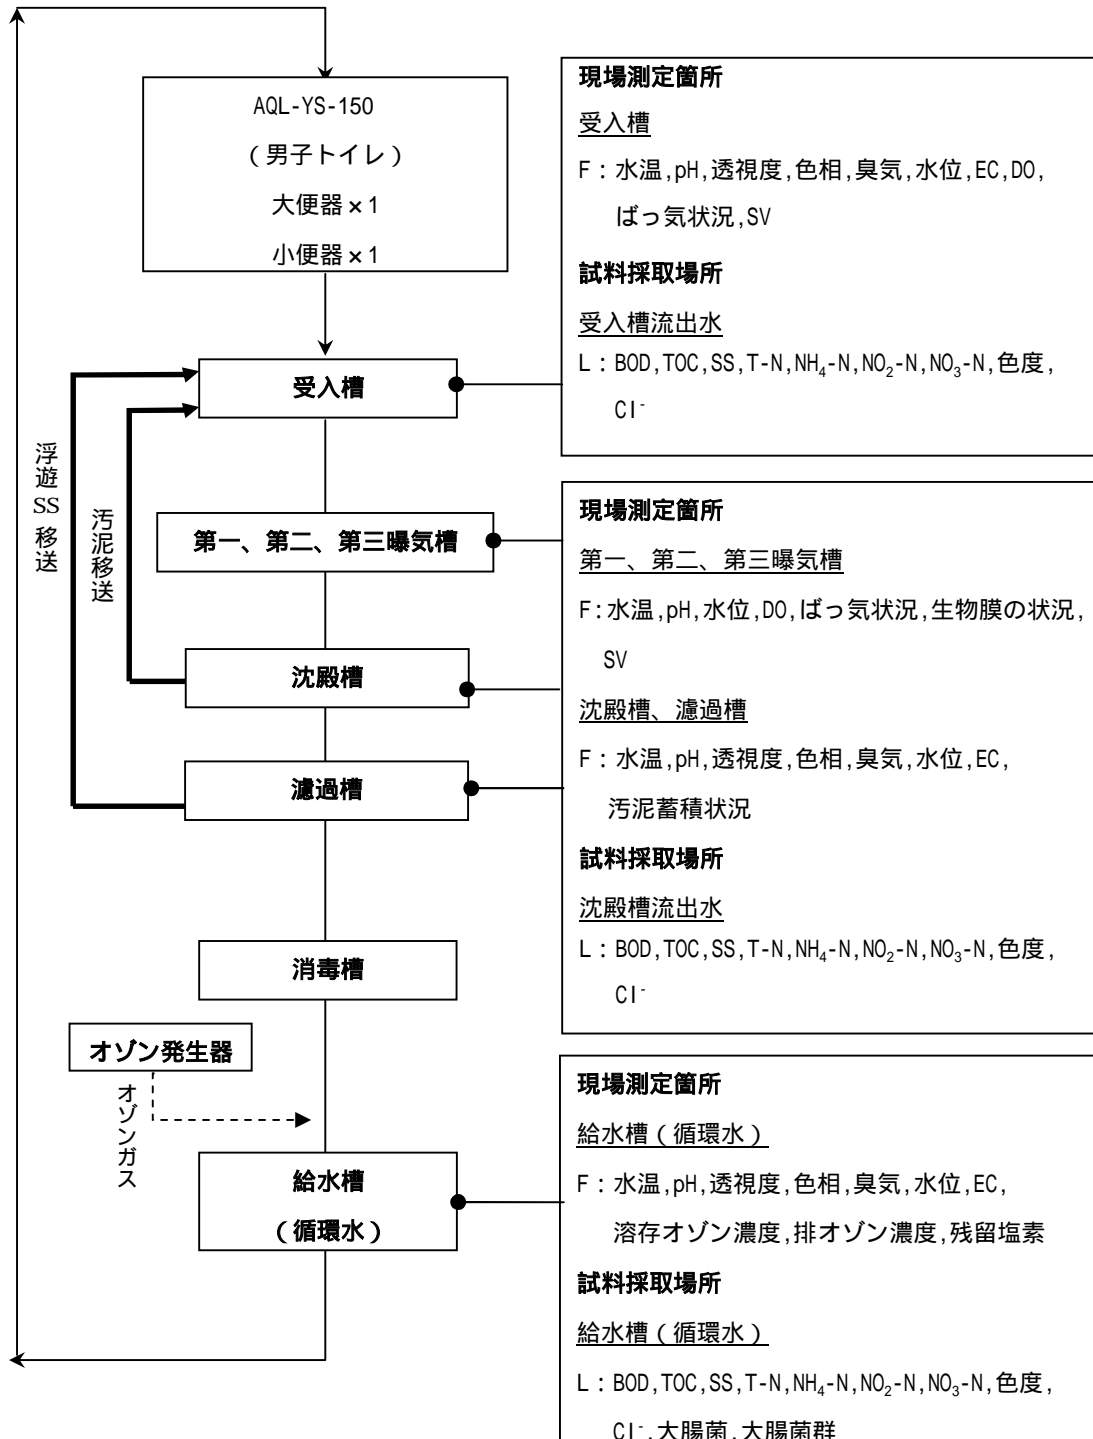 AQL-YS-150
（男子トイレ）
大便器×1
小便器×1
受入槽
第一、第二、第三曝気槽
沈殿槽
濾過槽
消毒槽
オゾン発生器
オゾンガス
給水槽
（循環水）
浮遊SS移送
汚泥移送
現場測定箇所
受入槽
F：水温,pH,透視度,色相,臭気,水位,EC,DO,
ばっ気状況,SV
試料採取場所
受入槽流出水
L：BOD,TOC,SS,T-N,NH₄-N,NO₂-N,NO₃-N,色度,
Cl⁻
現場測定箇所
第一、第二、第三曝気槽
F:水温,pH,水位,DO,ばっ気状況,生物膜の状況,
SV
沈殿槽、濾過槽
F：水温,pH,透視度,色相,臭気,水位,EC,
汚泥蓄積状況
試料採取場所
沈殿槽流出水
L：BOD,TOC,SS,T-N,NH₄-N,NO₂-N,NO₃-N,色度,
Cl⁻
現場測定箇所
給水槽（循環水）
F：水温,pH,透視度,色相,臭気,水位,EC,
溶存オゾン濃度,排オゾン濃度,残留塩素
試料採取場所
給水槽（循環水）
L：BOD,TOC,SS,T-N,NH₄-N,NO₂-N,NO₃-N,色度,
Cl⁻,大腸菌,大腸菌群